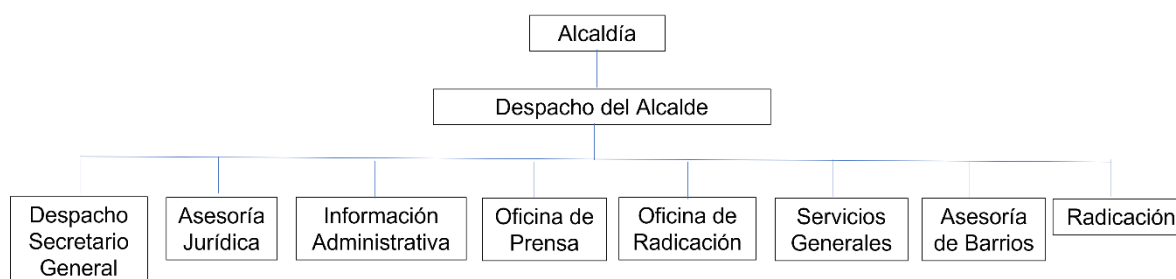 Alcaldía
Despacho del Alcalde
Despacho
Secretario
General
Asesoría
Jurídica
Información
Administrativa
Oficina de
Prensa
Oficina de
Radicación
Servicios
Generales
Asesoría
de Barrios
Radicación